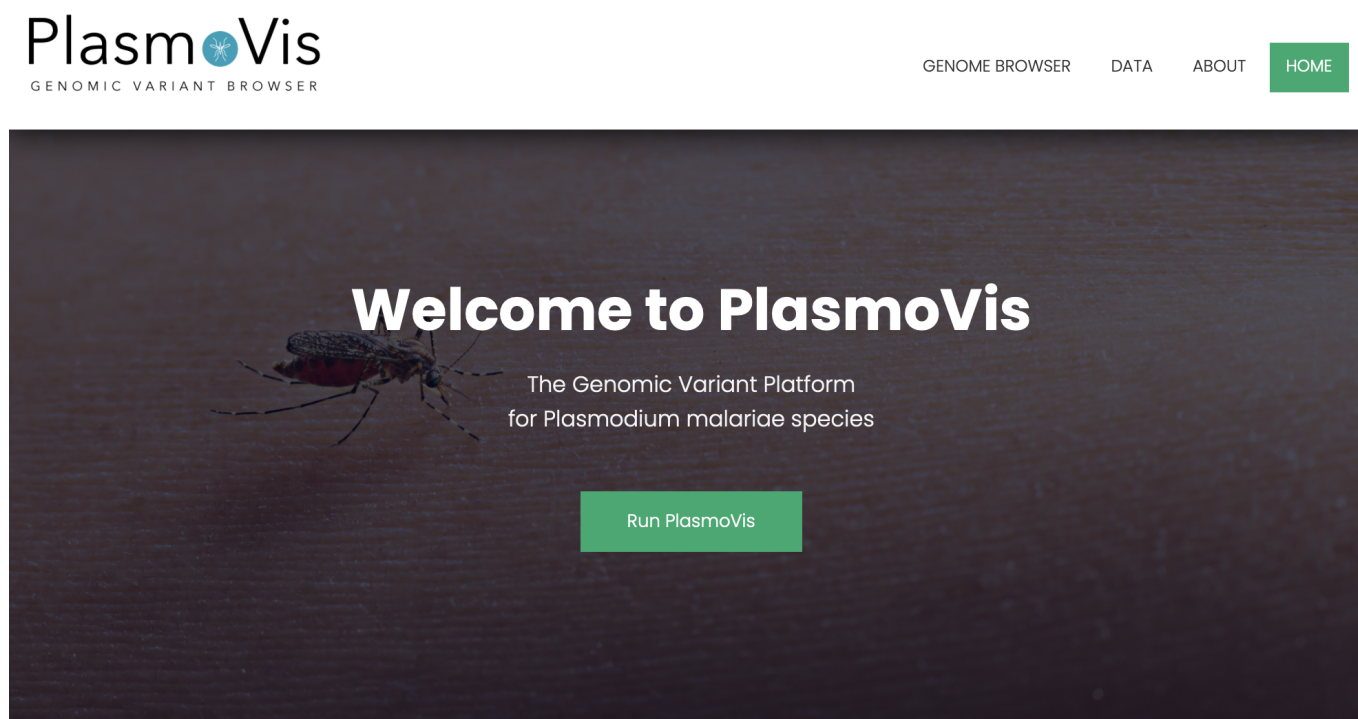 PlasmoVis
GENOMIC VARIANT BROWSER
GENOME BROWSER
DATA
ABOUT
HOME
Welcome to PlasmoVis
The Genomic Variant Platform
for Plasmodium malariae species
Run PlasmoVis